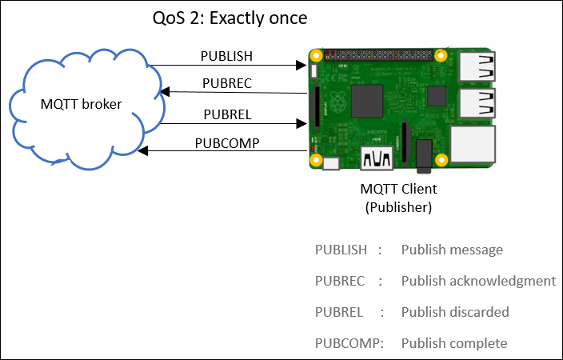 QoS 2: Exactly once
PUBLISH
PUBREC
MQTT broker
PUBREL
PUBCOMP
MQTT Client
(Publisher)
PUBLISH : Publish message
PUBREC : Publish acknowledgment
PUBREL : Publish discarded
PUBCOMP: Publish complete